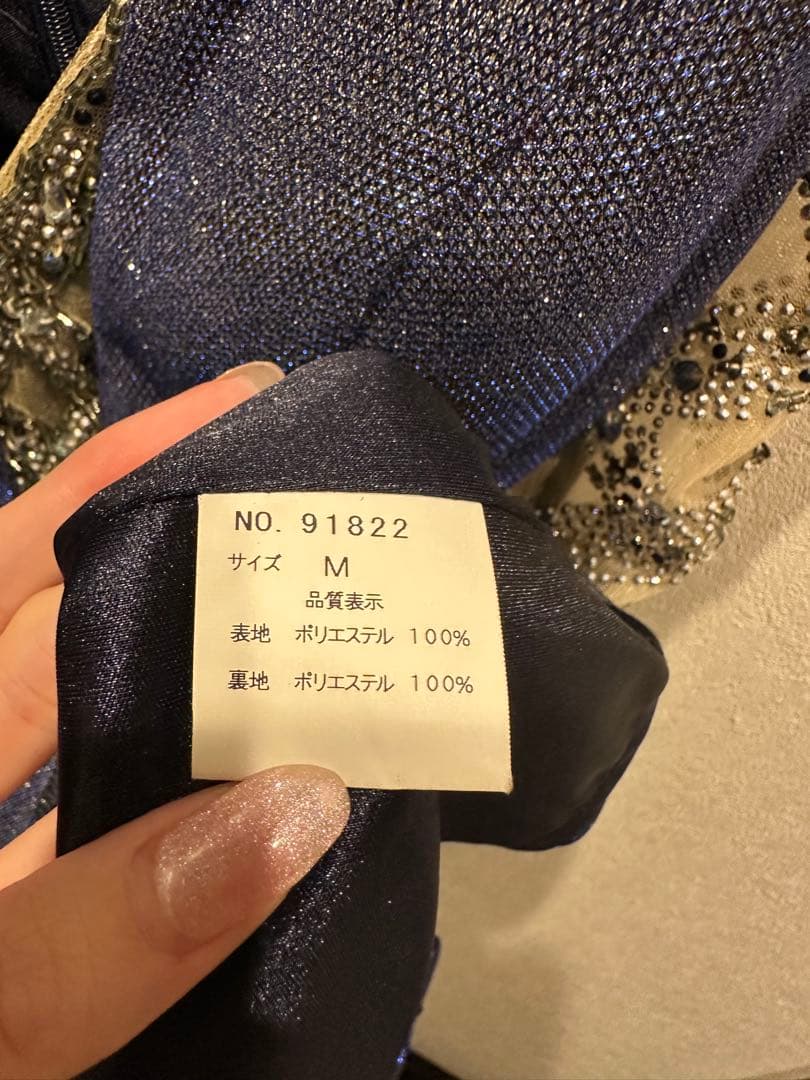 NO. 91822
サイズ M
品質表示
表地 ポリエステル 100%
裏地 ポリエステル 100%